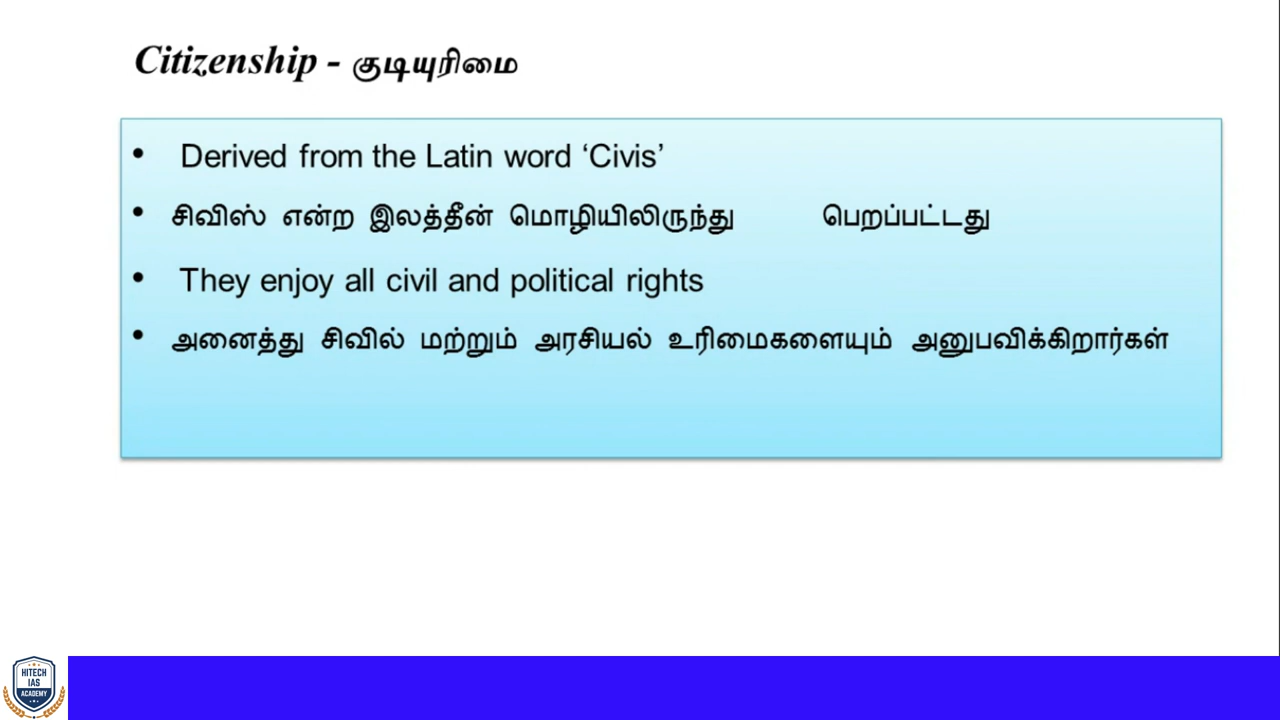 Citizenship - குடியுரிமை
• Derived from the Latin word ‘Civis’
• சிவிஸ் என்ற இலத்தீன் மொழியிலிருந்து பெறப்பட்டது
• They enjoy all civil and political rights
• அனைத்து சிவில் மற்றும் அரசியல் உரிமைகளையும் அனுபவிக்கிறார்கள்
HITECH
IAS
ACADEMY